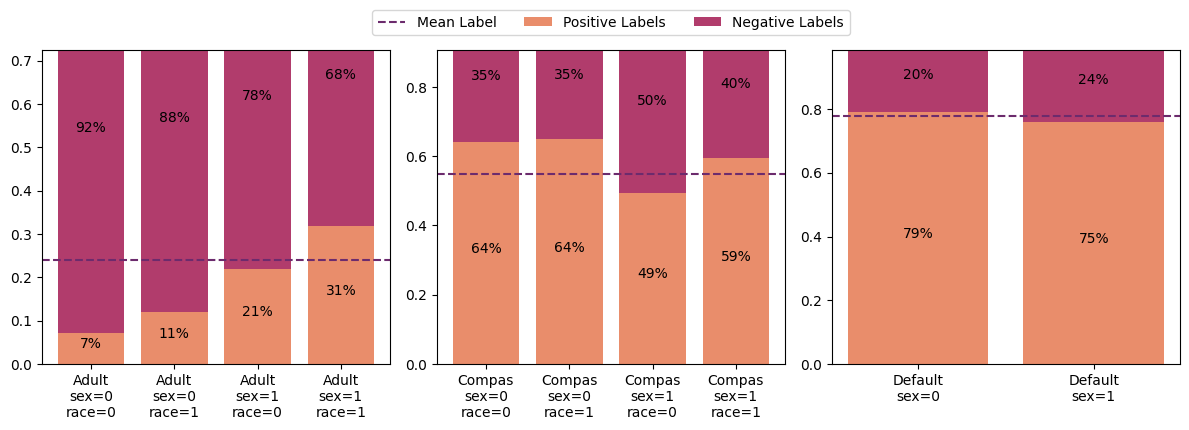 Mean Label Positive Labels Negative Labels
0.7
0.6
0.5
0.4
0.3
0.2
0.1
0.0
92% 88% 78% 68%
7% 11% 21% 31%
Adult Adult Adult Adult
sex=0 sex=0 sex=1 sex=1
race=0 race=1 race=0 race=1
0.8
0.6
0.4
0.2
0.0
35% 35% 50% 40%
64% 64% 49% 59%
Compas Compas Compas Compas
sex=0 sex=0 sex=1 sex=1
race=0 race=1 race=0 race=1
0.8
0.6
0.4
0.2
0.0
20% 24%
79% 75%
Default Default
sex=0 sex=1